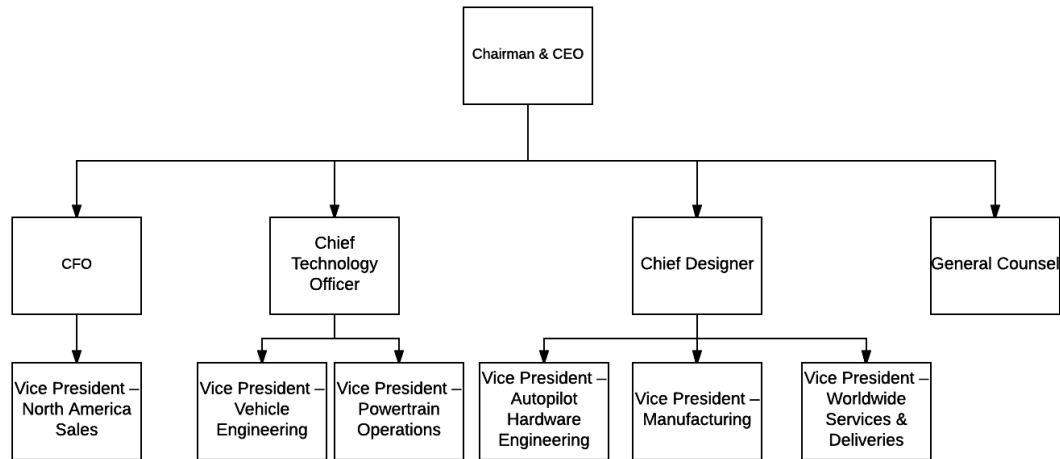 Chairman & CEO
CFO
Chief
Technology
Officer
Chief Designer
General Counsel
Vice President –
North America
Sales
Vice President –
Vehicle
Engineering
Vice President –
Powertrain
Operations
Vice President –
Autopilot
Hardware
Engineering
Vice President –
Manufacturing
Vice President –
Worldwide
Services &
Deliveries